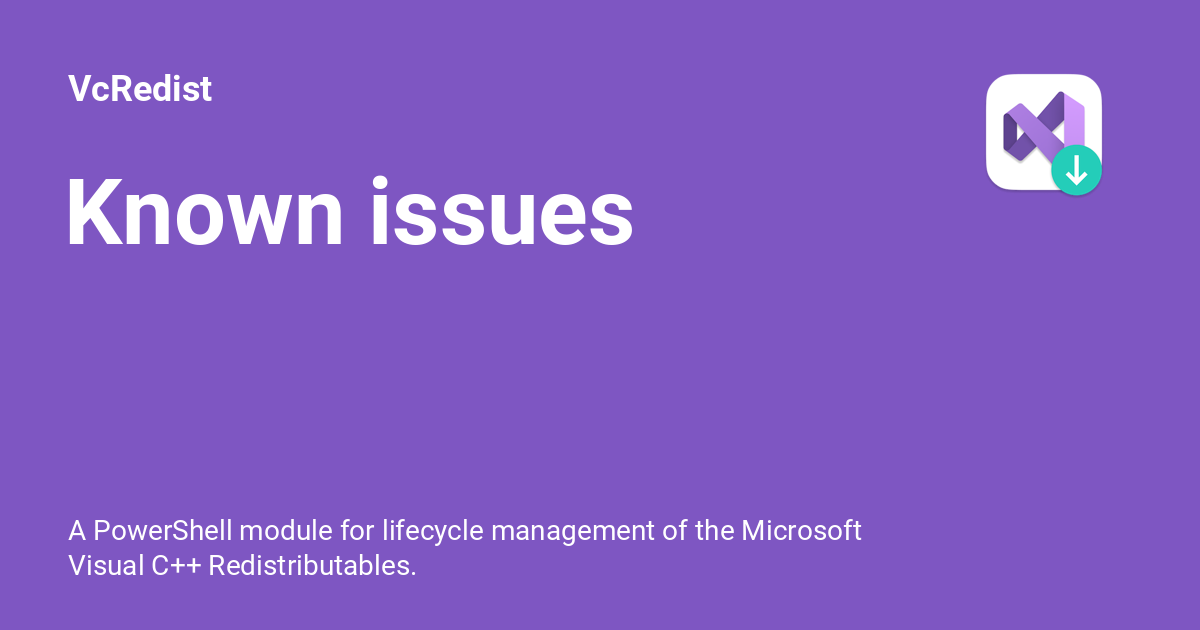 VcRedist
Known issues
A PowerShell module for lifecycle management of the Microsoft
Visual C++ Redistributables.